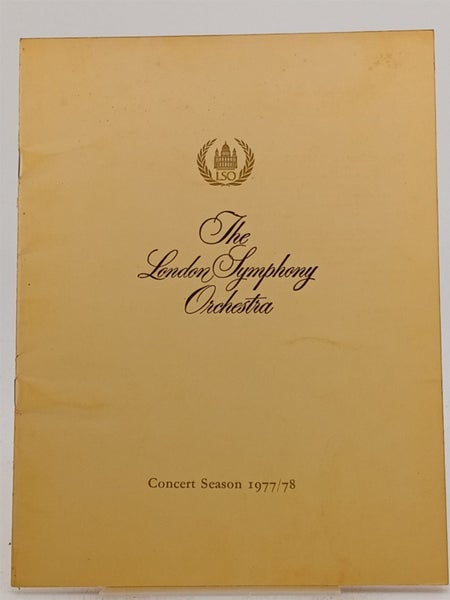 LSO
The
London Symphony
Orchestra
Concert Season 1977/78